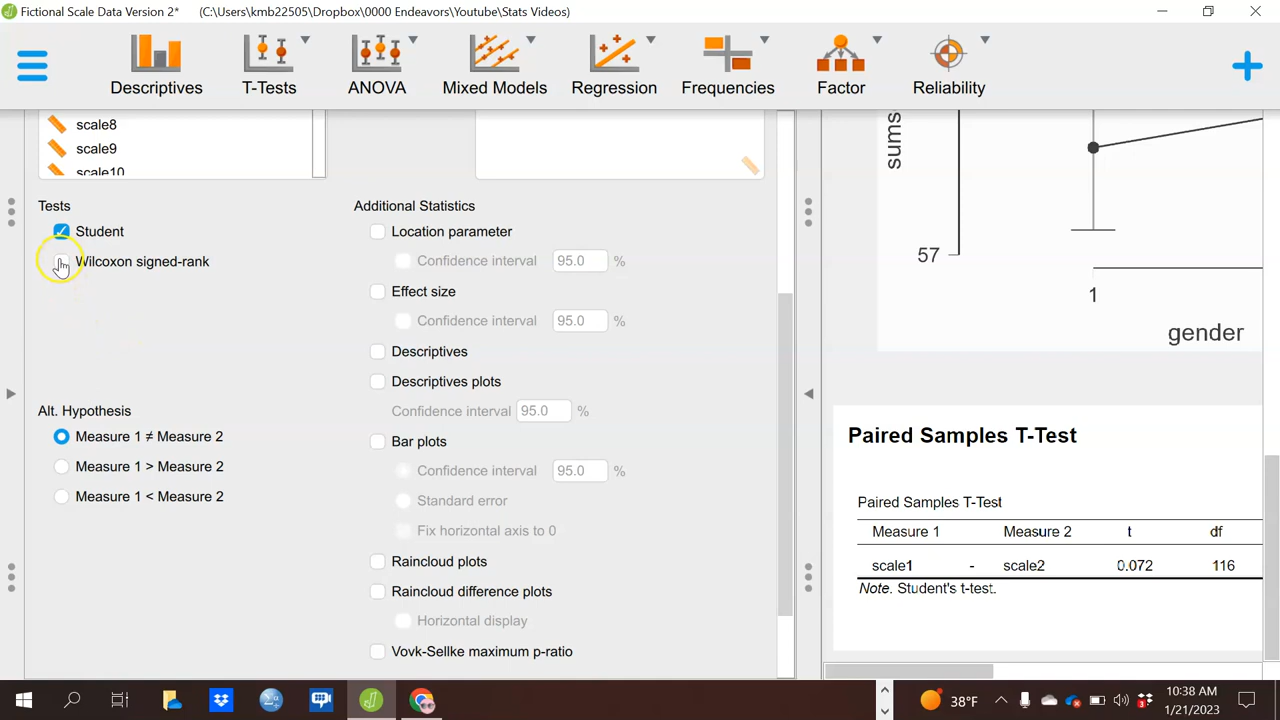 Fictional Scale Data Version 2* (C:\Users\kmb22505\Dropbox\0000 Endeavors\Youtube\Stats Videos)
Descriptives T-Tests ANOVA Mixed Models Regression Frequencies Factor Reliability
scale8
scale9
scale10
Tests
Student
Wilcoxon signed-rank
Alt. Hypothesis
Measure 1 ≠ Measure 2
Measure 1 > Measure 2
Measure 1 < Measure 2
Additional Statistics
Location parameter
Confidence interval 95.0 %
Effect size
Confidence interval 95.0 %
Descriptives
Descriptives plots
Confidence interval 95.0 %
Bar plots
Confidence interval 95.0 %
Standard error
Fix horizontal axis to 0
Raincloud plots
Raincloud difference plots
Horizontal display
Vovk-Sellke maximum p-ratio
sums
57
1
gender
Paired Samples T-Test
Paired Samples T-Test
Measure 1 Measure 2 t df
scale1 - scale2 0.072 116
Note. Student's t-test.
38°F
10:38 AM
1/21/2023